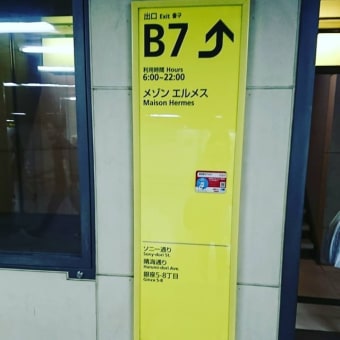 出口 Exit
B7
利用時間 Hours
6:00~22:00
メゾン エルメス
Maison Hermes
ソニー通り
Sony-dori St.
晴海通り
Harumi-dori Ave.
銀座5-8丁目
Ginza 5-8